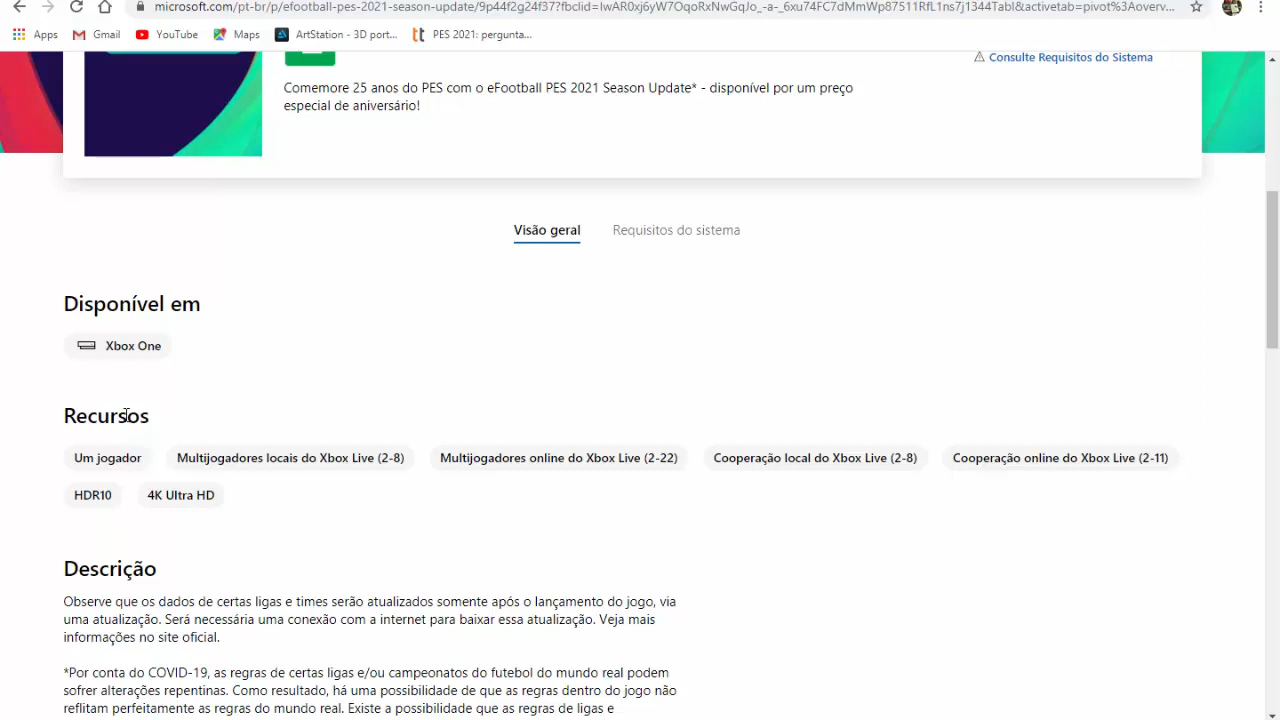 microsoft.com/pt-br/p/efootball-pes-2021-season-update/9p44f2g24f37?fbclid=IwAR0xj6yW7OqoRxNwGqJo_-a-_6xu74FC7dMmWp87511RfL1ns7j1344TabI&activetab=pivot%3Aoverv...
Apps Gmail YouTube Maps ArtStation - 3D port... PES 2021: pergunta...
Consulte Requisitos do Sistema
Comemore 25 anos do PES com o eFootball PES 2021 Season Update* - disponível por um preço
especial de aniversário!
Visão geral Requisitos do sistema
Disponível em
Xbox One
Recursos
Um jogador Multijogadores locais do Xbox Live (2-8) Multijogadores online do Xbox Live (2-22) Cooperação local do Xbox Live (2-8) Cooperação online do Xbox Live (2-11)
HDR10 4K Ultra HD
Descrição
Observe que os dados de certas ligas e times serão atualizados somente após o lançamento do jogo, via
uma atualização. Será necessária uma conexão com a internet para baixar essa atualização. Veja mais
informações no site oficial.
*Por conta do COVID-19, as regras de certas ligas e/ou campeonatos do futebol do mundo real podem
sofrer alterações repentinas. Como resultado, há uma possibilidade de que as regras dentro do jogo não
reflitam perfeitamente as regras do mundo real. Existe a possibilidade que as regras de ligas e